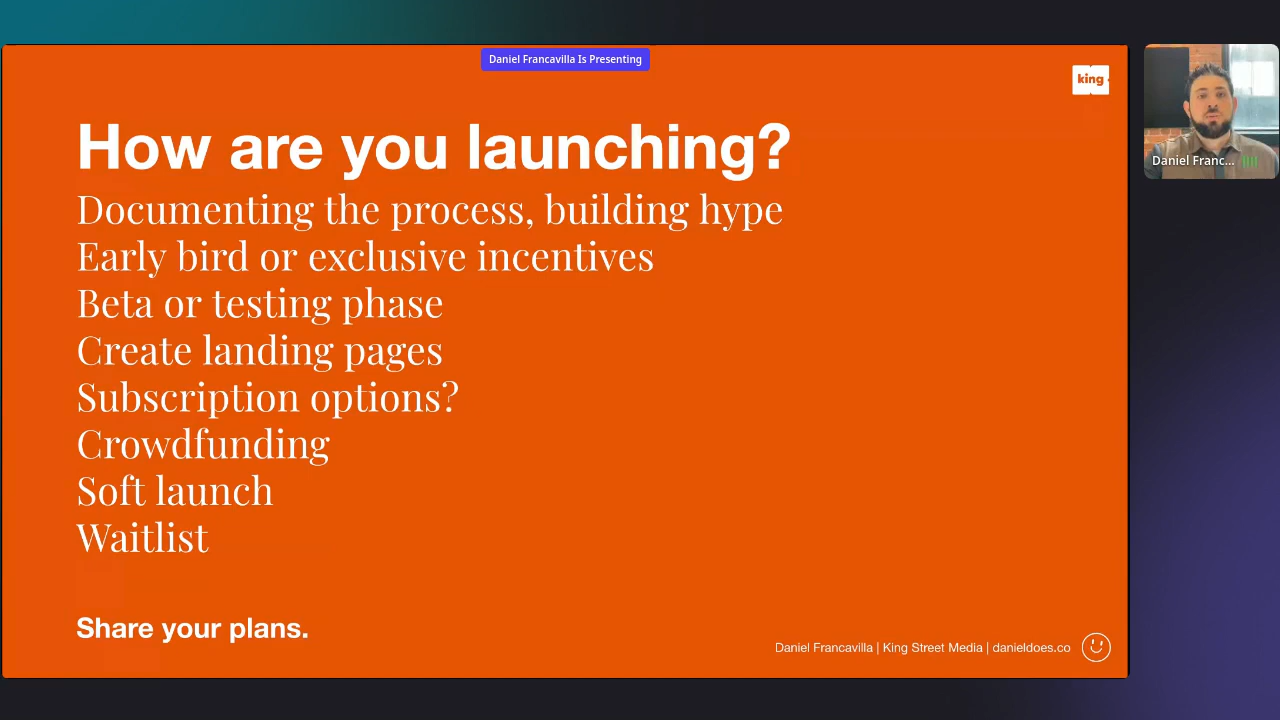 Daniel Francavilla Is Presenting
king
How are you launching?
Documenting the process, building hype
Early bird or exclusive incentives
Beta or testing phase
Create landing pages
Subscription options?
Crowdfunding
Soft launch
Waitlist
Share your plans.
Daniel Francavilla | King Street Media | danieldoes.co
Daniel Franc...